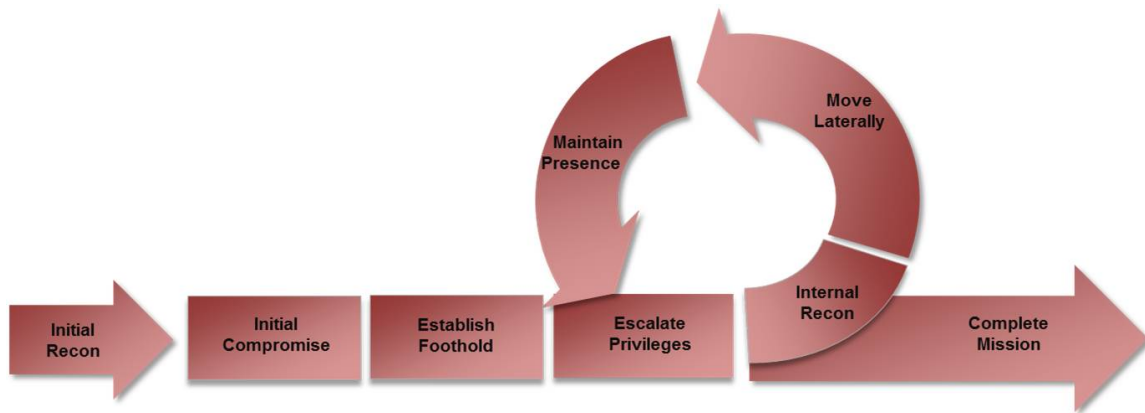 Initial
Recon
Initial
Compromise
Establish
Foothold
Escalate
Privileges
Internal
Recon
Move
Laterally
Maintain
Presence
Complete
Mission